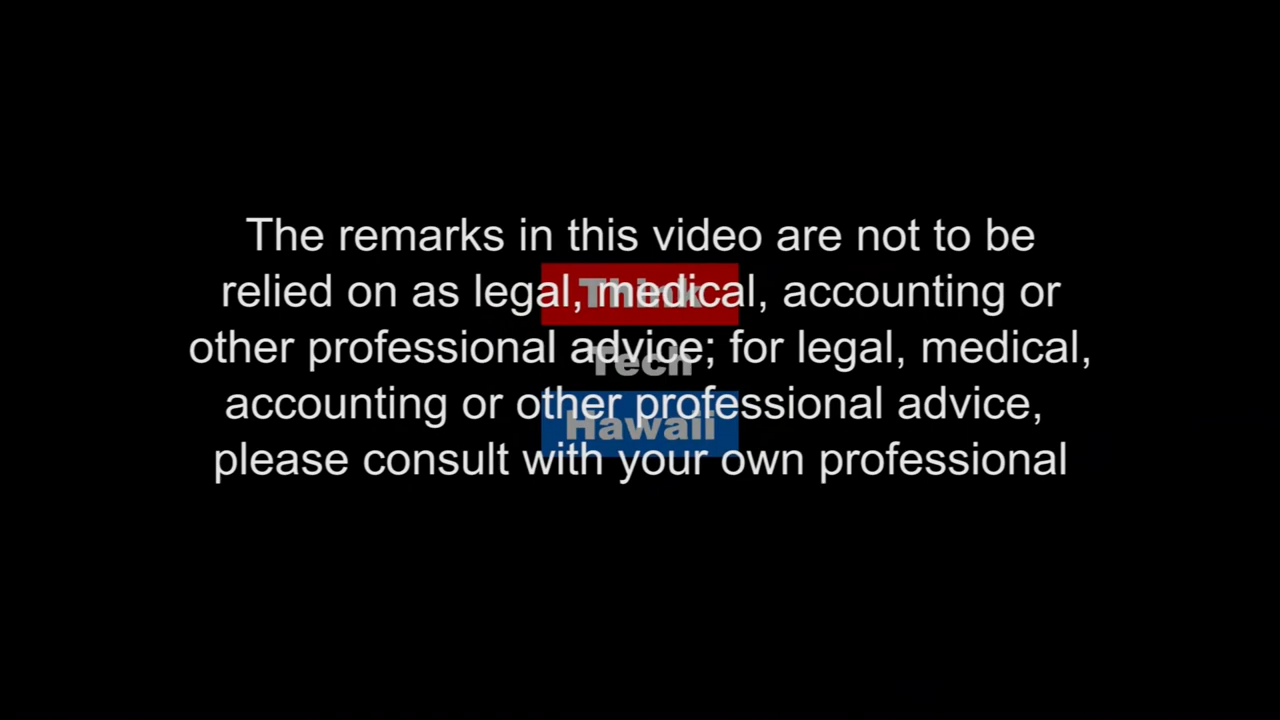 The remarks in this video are not to be
relied on as legal, medical, accounting or
other professional advice; for legal, medical,
accounting or other professional advice,
please consult with your own professional
Think
Tech
Hawaii